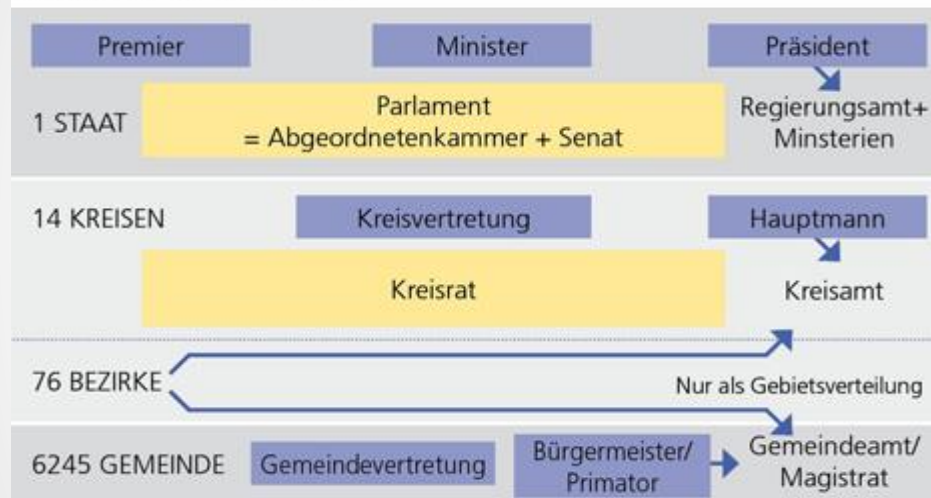 Premier
Minister
Präsident
1 STAAT
Parlament
= Abgeordnetenkammer + Senat
Regierungsamt+
Minsterien
14 KREISEN
Kreisvertretung
Hauptmann
Kreisrat
Kreisamt
76 BEZIRKE
Nur als Gebietsverteilung
6245 GEMEINDE
Gemeindevertretung
Bürgermeister/
Primator
Gemeindeamt/
Magistrat